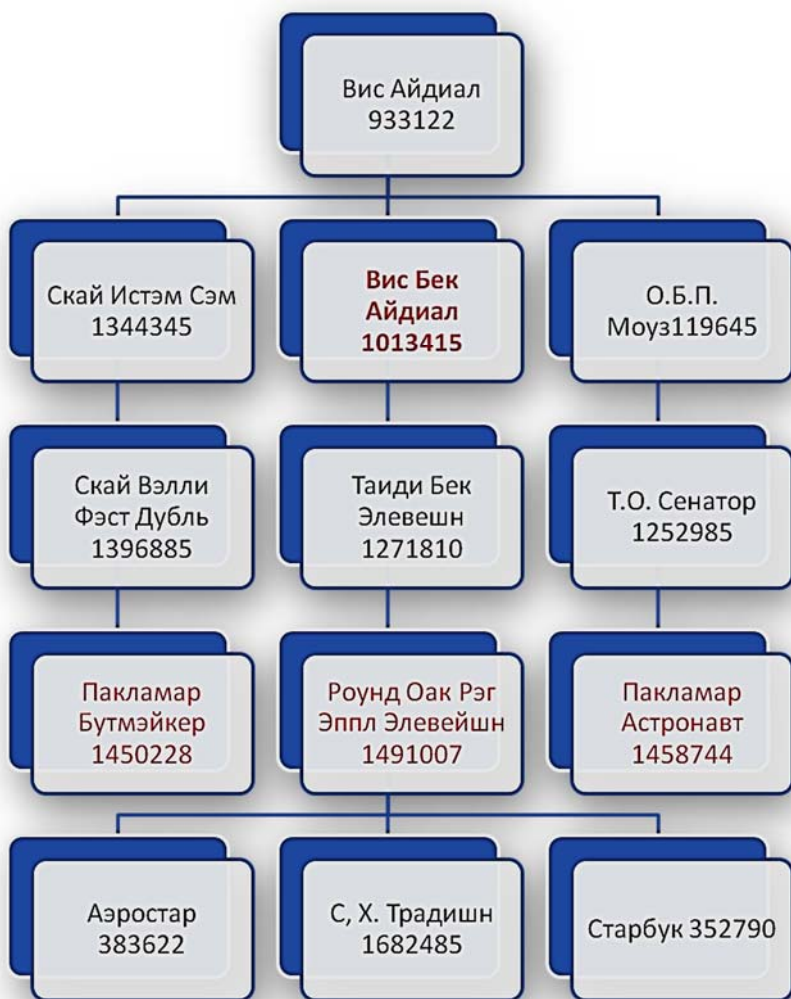 Вис Айдиал
933122
Скай Истэм Сэм
1344345
Вис Бек
Айдиал
1013415
О.Б.П.
Моуз119645
Скай Вэлли
Фэст Дубль
1396885
Таиди Бек
Элевешн
1271810
Т.О. Сенатор
1252985
Пакламар
Бутмэйкер
1450228
Роунд Оак Рэг
Эппл Элевейшн
1491007
Пакламар
Астронавт
1458744
Аэростар
383622
С, Х. Традишн
1682485
Старбук 352790